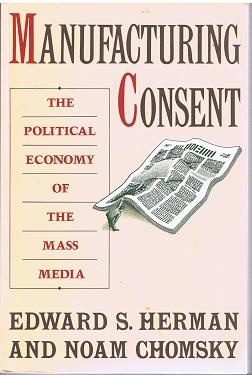 MANUFACTURING
CONSENT
THE
POLITICAL
ECONOMY
OF
THE
MASS
MEDIA
EDWARD S. HERMAN
AND NOAM CHOMSKY